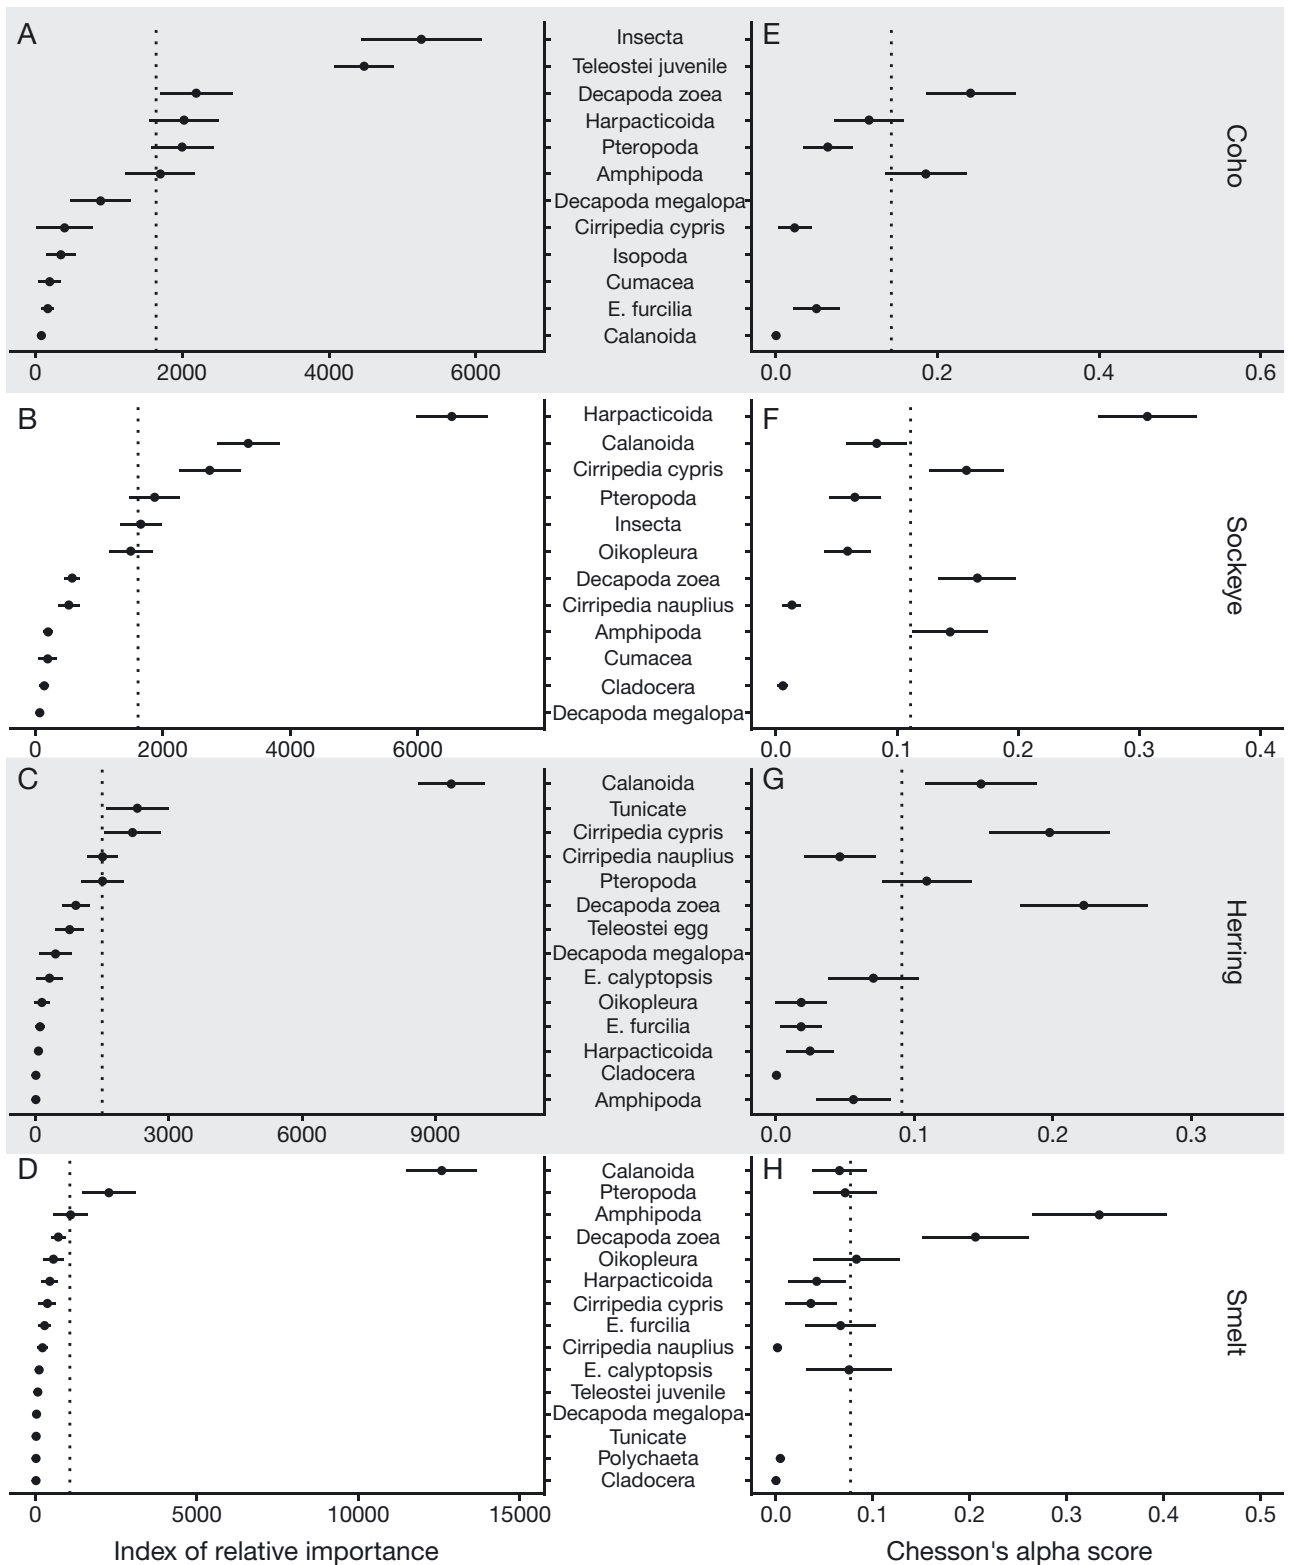 A
E
Insecta
Teleostei juvenile
Decapoda zoea
Harpacticoida
Pteropoda
Amphipoda
Decapoda megalopa
Cirripedia cypris
Isopoda
Cumacea
E. furcilia
Calanoida
Coho
0 2000 4000 6000
0.0 0.2 0.4 0.6
B
F
Harpacticoida
Calanoida
Cirripedia cypris
Pteropoda
Insecta
Oikopleura
Decapoda zoea
Cirripedia nauplius
Amphipoda
Cumacea
Cladocera
Decapoda megalopa
Sockeye
0 2000 4000 6000
0.0 0.1 0.2 0.3 0.4
C
G
Calanoida
Tunicate
Cirripedia cypris
Cirripedia nauplius
Pteropoda
Decapoda zoea
Teleostei egg
Decapoda megalopa
E. calyptopsis
Oikopleura
E. furcilia
Harpacticoida
Cladocera
Amphipoda
Herring
0 3000 6000 9000
0.0 0.1 0.2 0.3
D
H
Calanoida
Pteropoda
Amphipoda
Decapoda zoea
Oikopleura
Harpacticoida
Cirripedia cypris
E. furcilia
Cirripedia nauplius
E. calyptopsis
Teleostei juvenile
Decapoda megalopa
Tunicate
Polychaeta
Cladocera
Smelt
0 5000 10000 15000
0.0 0.1 0.2 0.3 0.4 0.5
Index of relative importance
Chesson's alpha score